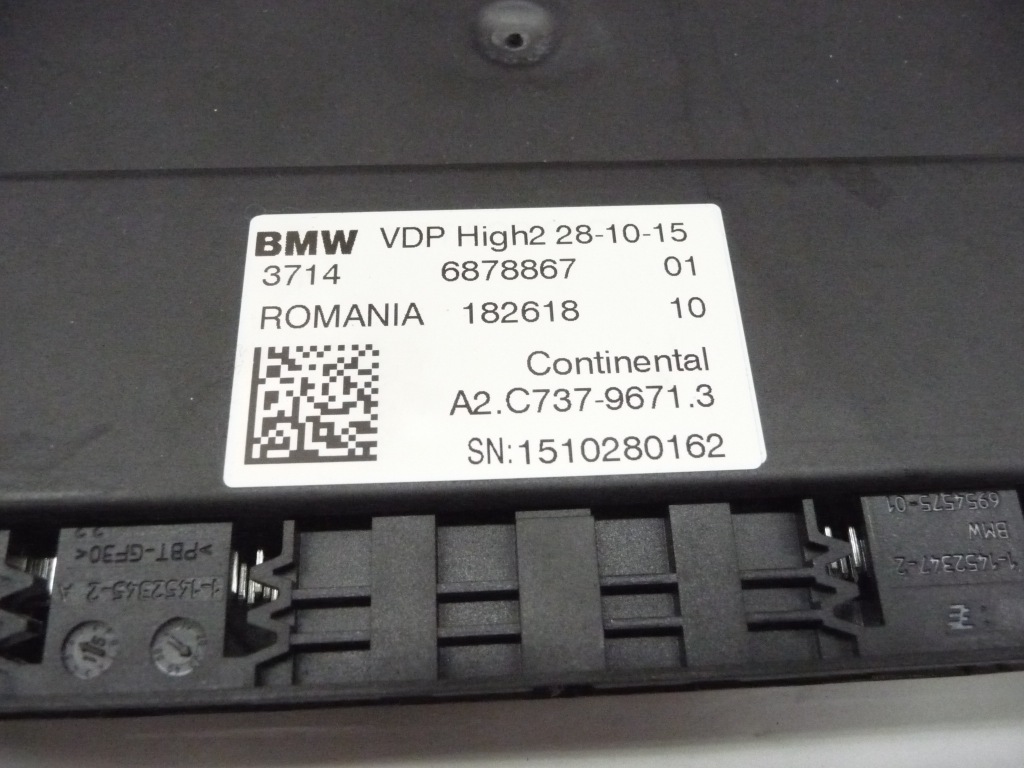 BMW VDP High2 28-10-15
3714 6878867 01
ROMANIA 182618 10
Continental
A2.C737-9671.3
SN:1510280162
>PBT-GF30<
1-1452345-2 A
6954575-01
BMW
1-1452347-2